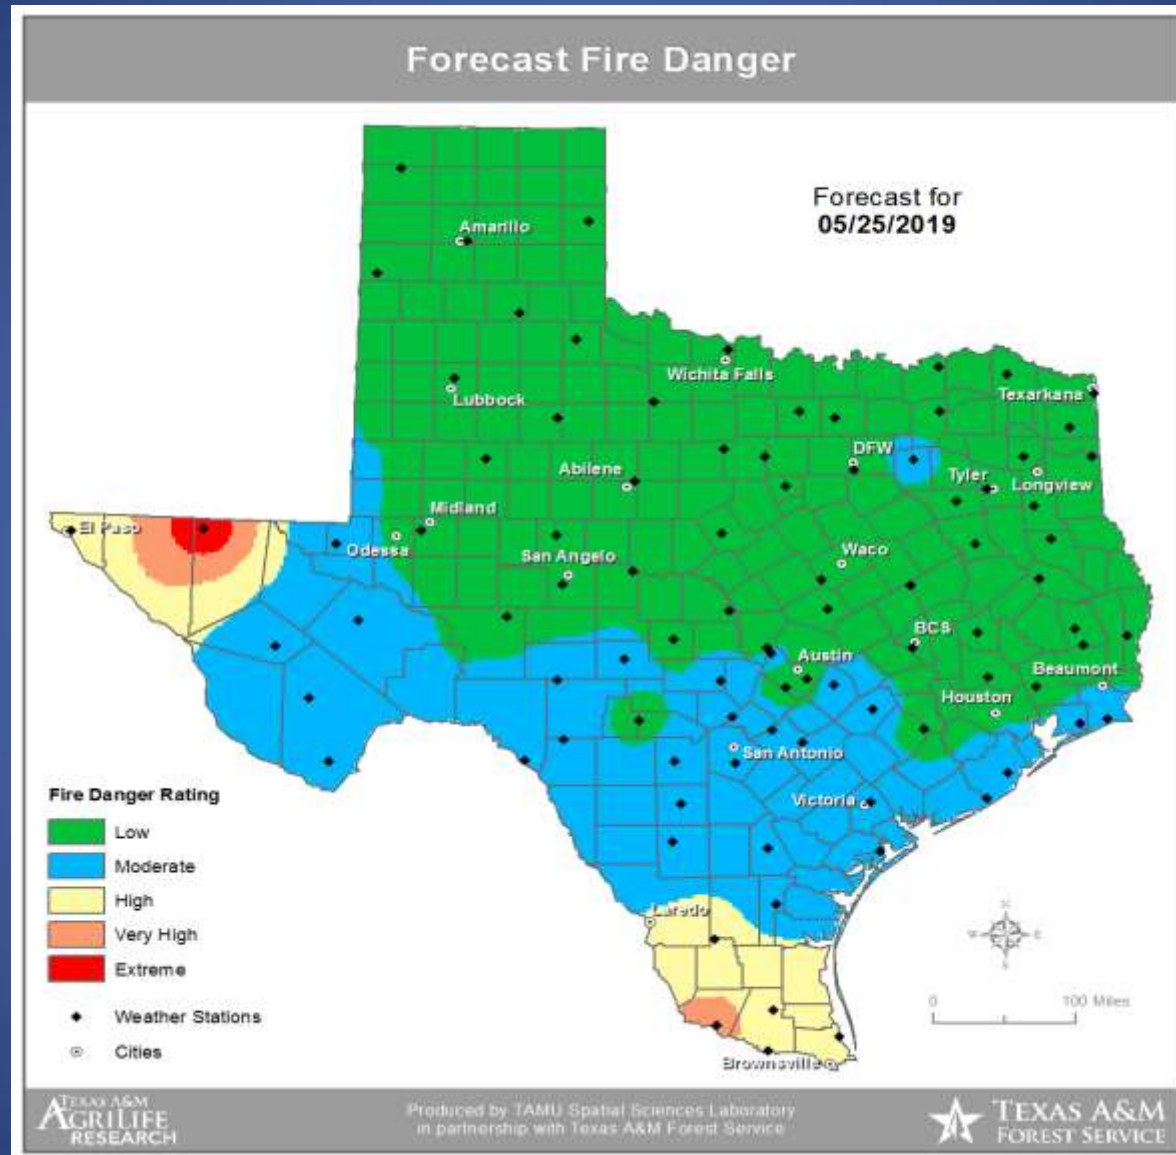 Forecast Fire Danger
Forecast for
05/25/2019
Amarillo
Wichita Falls
Lubbock
Texarkana
DFW
Abilene
Tyler
Longview
Midland
El Paso
Odessa
San Angelo
Waco
BCS
Austin
Beaumont
Houston
San Antonio
Victoria
Laredo
Brownsville
Fire Danger Rating
Low
Moderate
High
Very High
Extreme
Weather Stations
Cities
N
W E
S
0 100 Miles
TEXAS A&M
AGRILIFE
RESEARCH
Produced by TAMU Spatial Sciences Laboratory
in partnership with Texas A&M Forest Service
TEXAS A&M
FOREST SERVICE